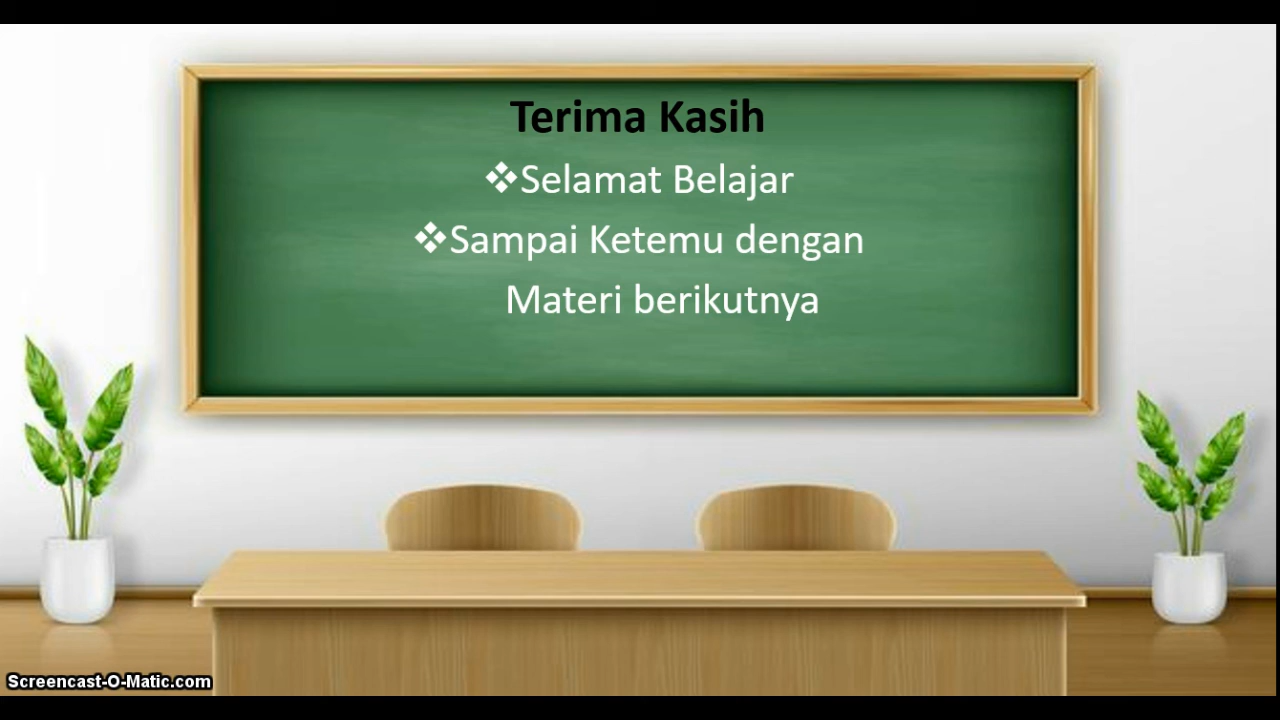 Terima Kasih
❖Selamat Belajar
❖Sampai Ketemu dengan
Materi berikutnya
Screencast-O-Matic.com